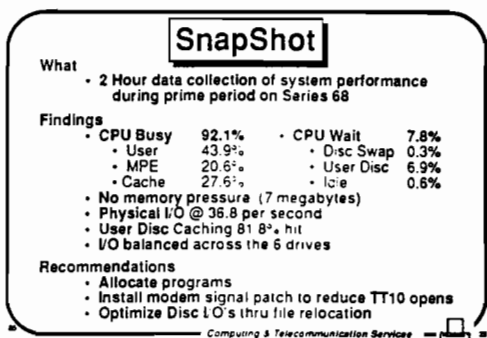 SnapShot
What
• 2 Hour data collection of system performance
during prime period on Series 68
Findings
• CPU Busy 92.1% • CPU Wait 7.8%
• User 43.9% • Disc Swap 0.3%
• MPE 20.6% • User Disc 6.9%
• Cache 27.6% • Idle 0.6%
• No memory pressure (7 megabytes)
• Physical I/O @ 36.8 per second
• User Disc Caching 81.8% hit
• I/O balanced across the 6 drives
Recommendations
• Allocate programs
• Install modem signal patch to reduce TT10 opens
• Optimize Disc I/O's thru file relocation
Computing & Telecommunication Services